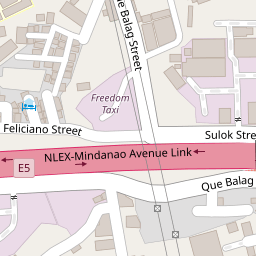 Que Balag Street
Freedom
Taxi
Feliciano Street
Sulok Stre
NLEX-Mindanao Avenue Link
E5
Que Balag